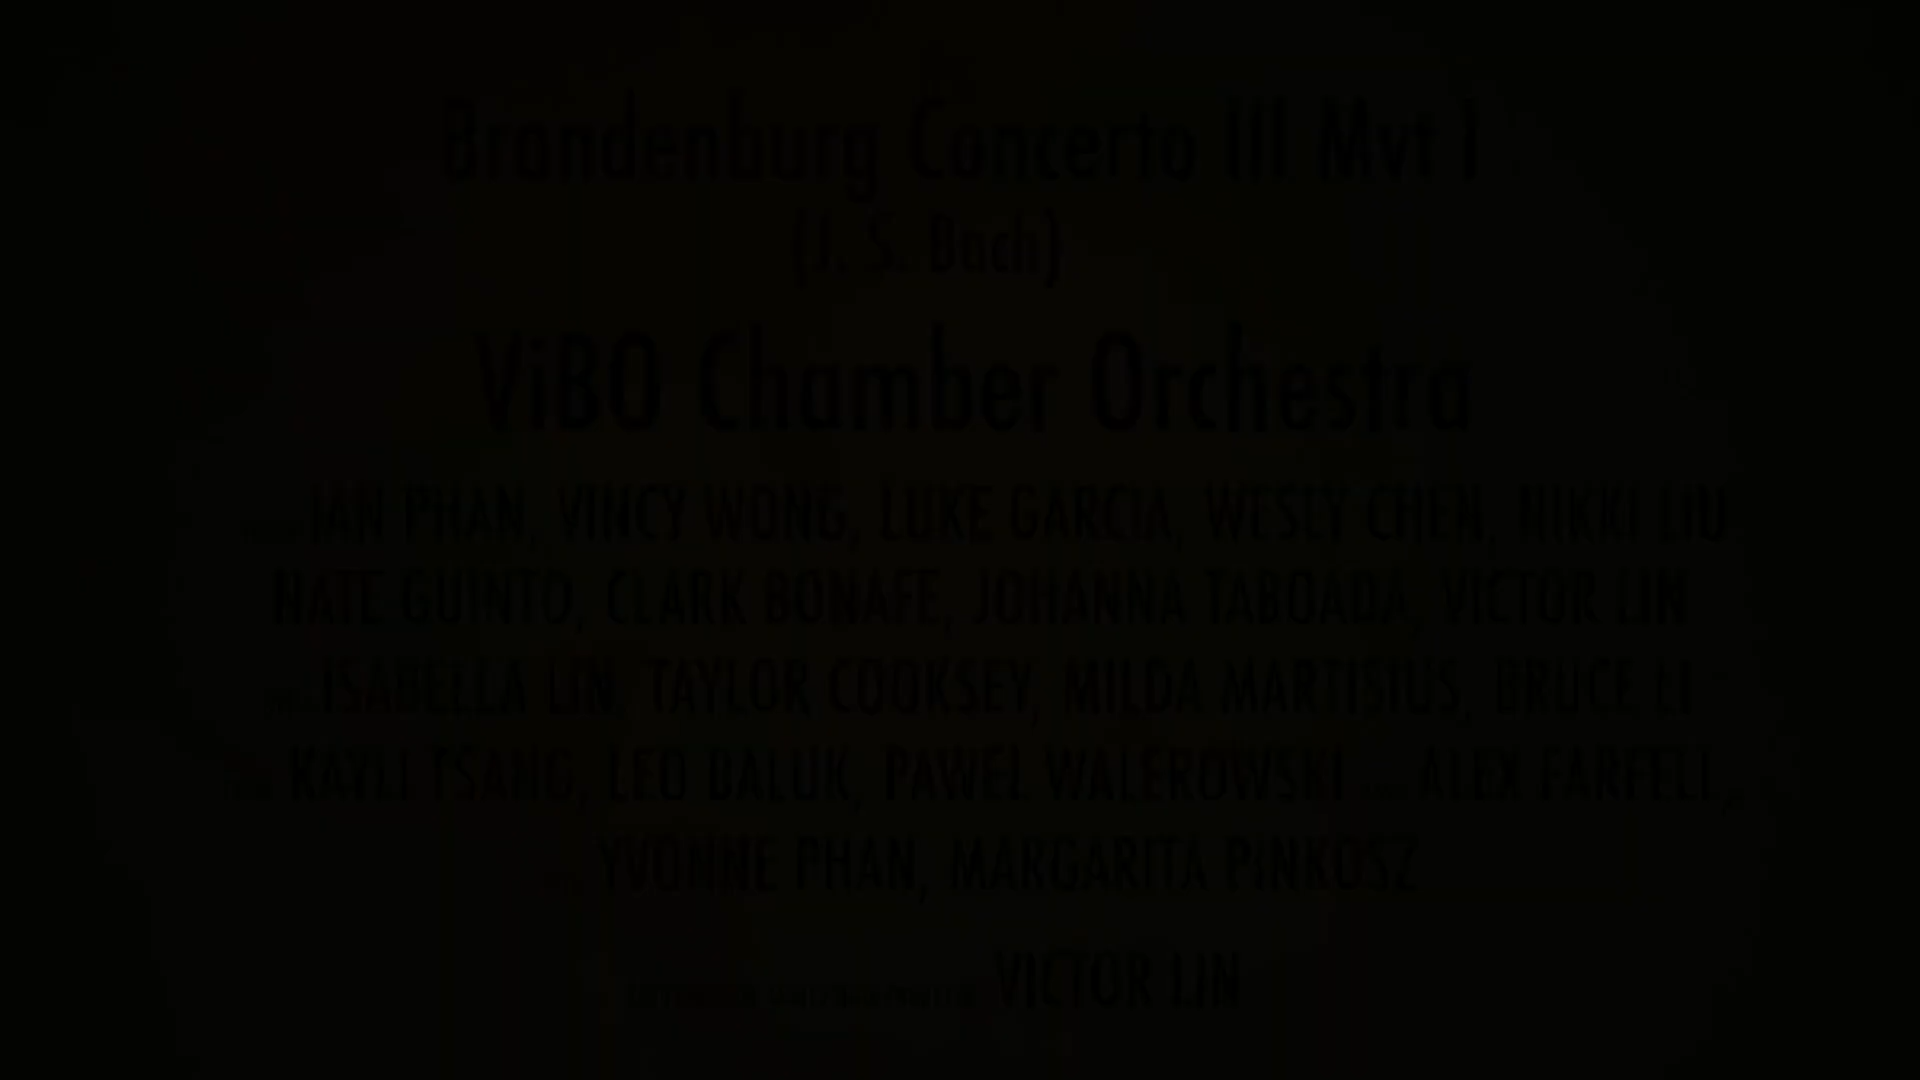 Brandenburg Concerto III Mvt I
(J. S. Bach)
ViBO Chamber Orchestra
IAN PHAN, VINCY WONG, LUKE GARCIA, WESEY CHEN, NIKKI LIU
NATE GUINTO, CLARK BONAFE, JOHANNA TABOADA, VICTOR LIN
ISABELLA LIN, TAYLOR COOKSEY, MILDA MARTISIUS, BRUCE LI
KAYLI TSANG, LEO BALUK, PAWEL WALEROWSKI ALEX FARFELL,
YVONNE PHAN, MARGARITA PINKOSZ
VICTOR LIN